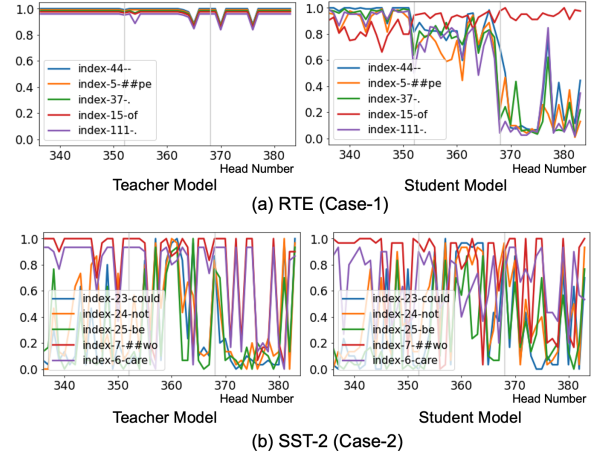 1.0
0.8
0.6
0.4
0.2
0.0
index-44--
index-5-##pe
index-37-.
index-15-of
index-111-.
340 350 360 370 380
Head Number
Teacher Model
1.0
0.8
0.6
0.4
0.2
0.0
index-44--
index-5-##pe
index-37-.
index-15-of
index-111-.
340 350 360 370 380
Head Number
Student Model
(a) RTE (Case-1)
1.0
0.8
0.6
0.4
0.2
0.0
index-23-could
index-24-not
index-25-be
index-7-##wo
index-6-care
340 350 360 370 380
Head Number
Teacher Model
1.0
0.8
0.6
0.4
0.2
0.0
index-23-could
index-24-not
index-25-be
index-7-##wo
index-6-care
340 350 360 370 380
Head Number
Student Model
(b) SST-2 (Case-2)